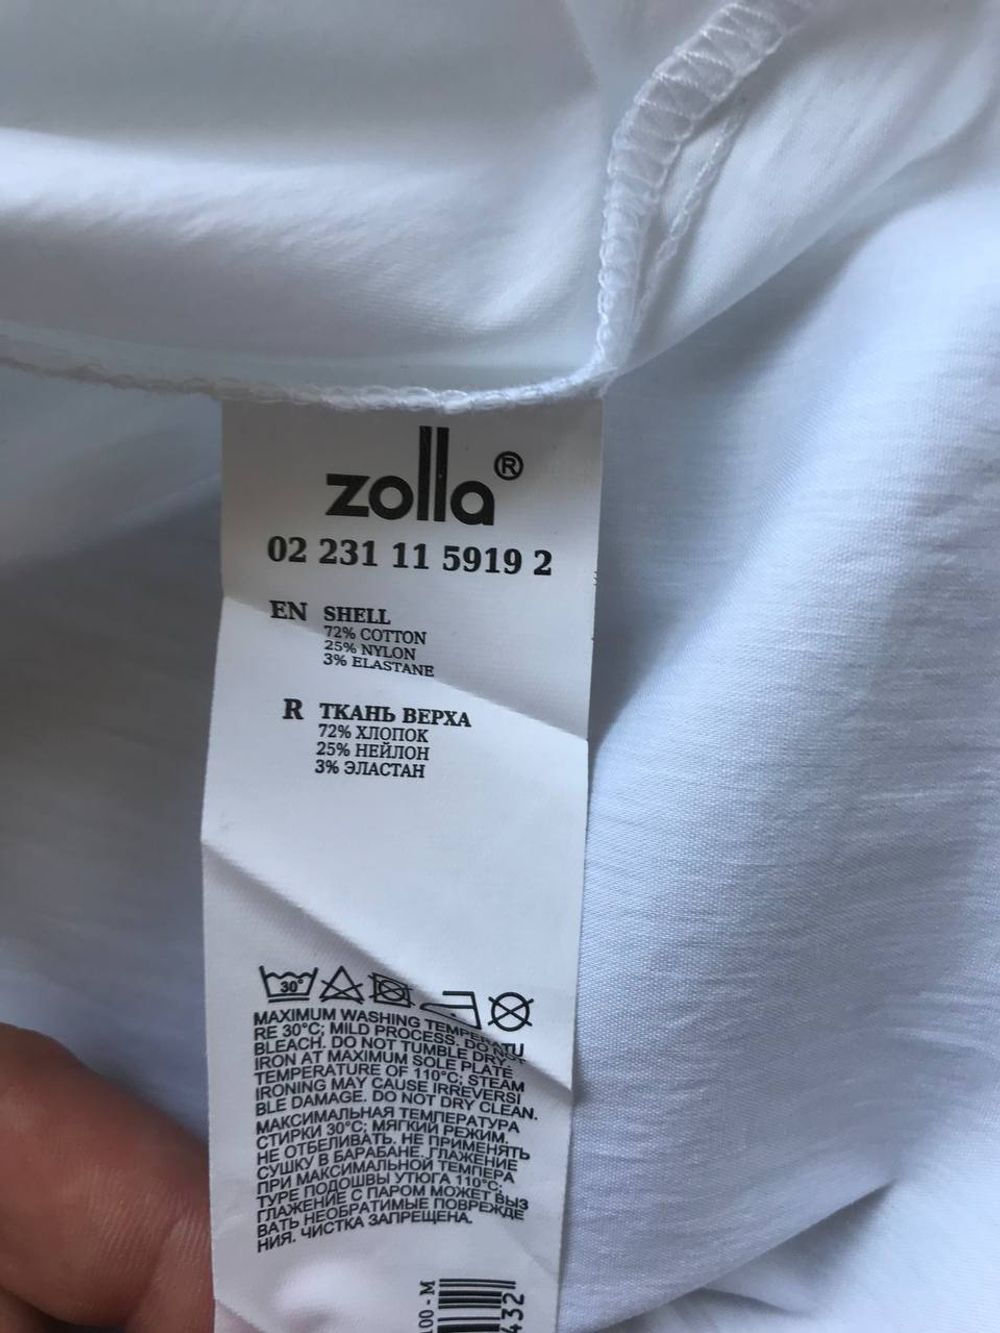 zolla®
02 231 11 5919 2
EN SHELL
72% COTTON
25% NYLON
3% ELASTANE
R ТКАНЬ ВЕРХА
72% ХЛОПОК
25% НЕЙЛОН
3% ЭЛАСТАН
30°
MAXIMUM WASHING TEMPERATU
RE 30°C; MILD PROCESS. DO NOT
BLEACH. DO NOT TUMBLE DRY.
IRON AT MAXIMUM SOLE PLATE
TEMPERATURE OF 110°C; STEAM
IRONING MAY CAUSE IRREVERSI
BLE DAMAGE. DO NOT DRY CLEAN.
МАКСИМАЛЬНАЯ ТЕМПЕРАТУРА
СТИРКИ 30°C; МЯГКИЙ РЕЖИМ.
НЕ ОТБЕЛИВАТЬ. НЕ ПРИМЕНЯТЬ
СУШКУ В БАРАБАНЕ. ГЛАЖЕНИЕ
ПРИ МАКСИМАЛЬНОЙ ТЕМПЕРА
ТУРЕ ПОДОШВЫ УТЮГА 110°C;
ГЛАЖЕНИЕ С ПАРОМ МОЖЕТ ВЫЗ
ВАТЬ НЕОБРАТИМЫЕ ПОВРЕЖДЕ
НИЯ. ЧИСТКА ЗАПРЕЩЕНА.
00 - M
432